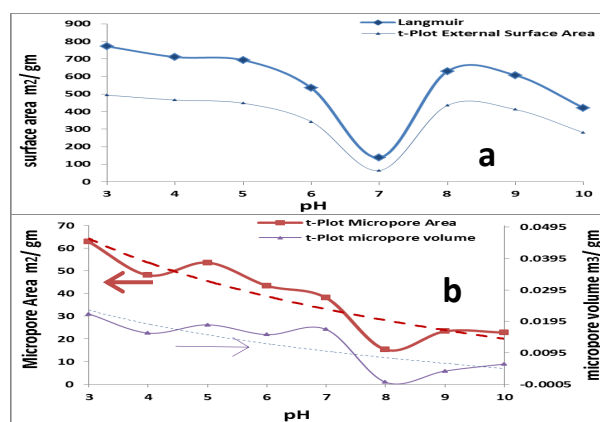 Langmuir
t-Plot External Surface Area
surface area m2/ gm
900
800
700
600
500
400
300
200
100
0
3 4 5 6 7 8 9 10
pH
a
t-Plot Micropore Area
t-Plot micropore volume
Micropore Area m2/ gm
70
60
50
40
30
20
10
0
b
0.0495
0.0395
0.0295
0.0195
0.0095
-0.0005
micropore volume m3/ gm
3 4 5 6 7 8 9 10
pH